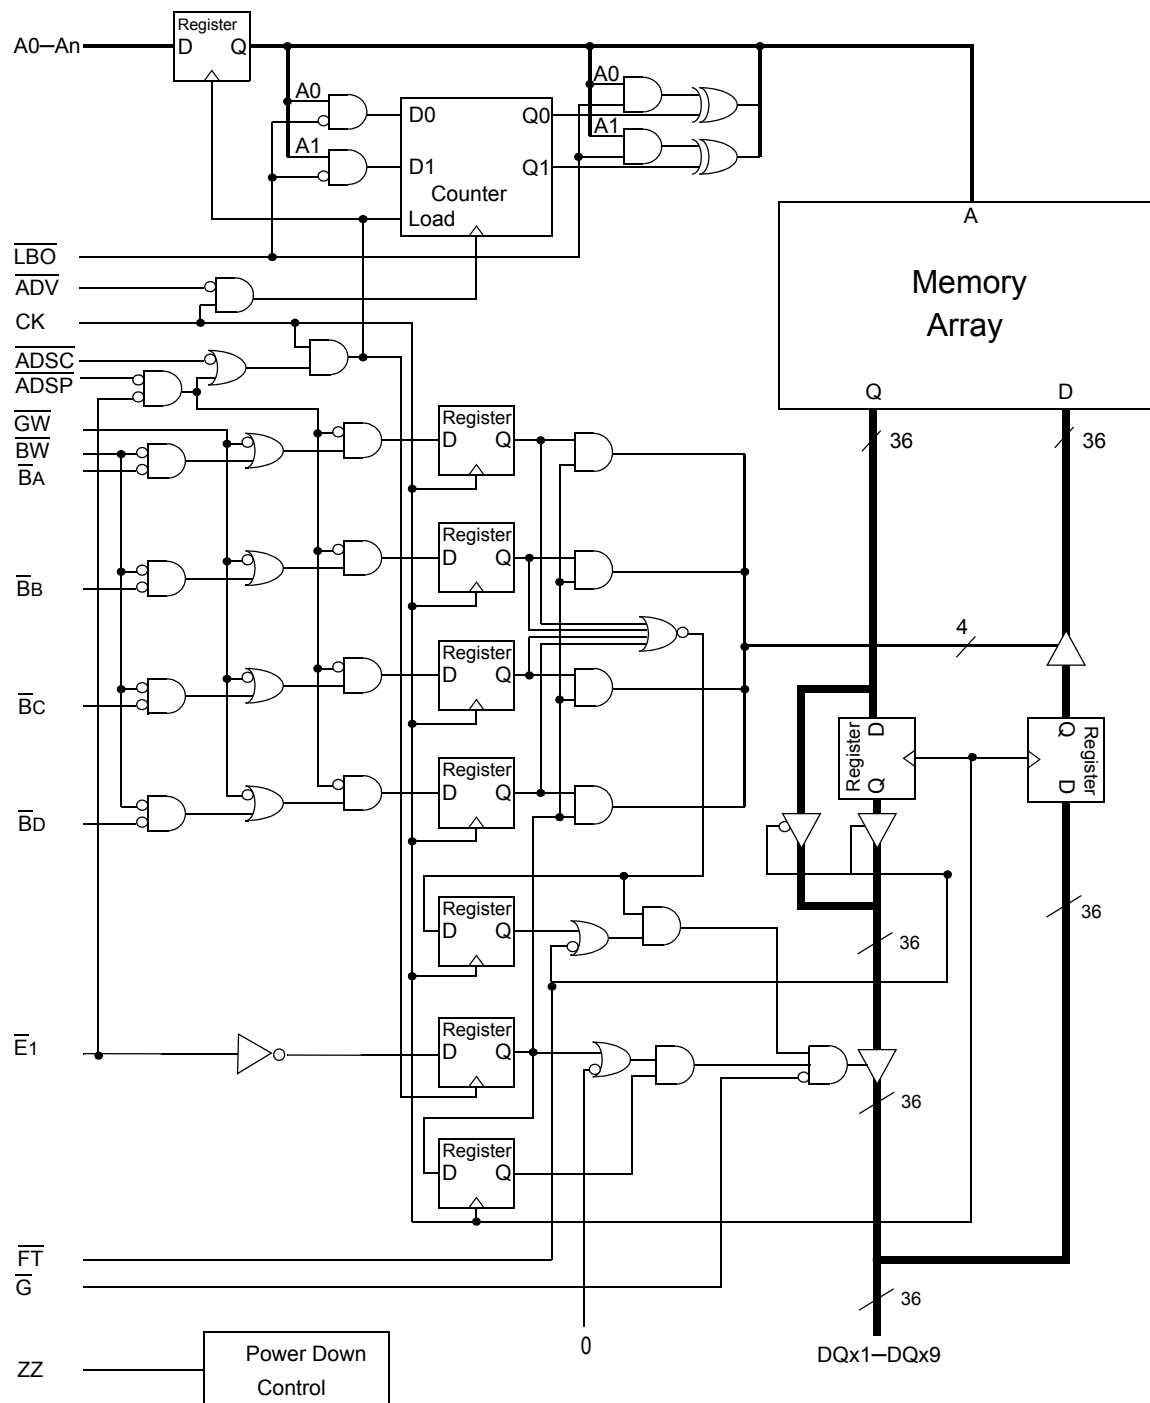 Register
A0–An
D Q
A0
A0
D0 Q0
A1
A1
D1 Q1
Counter
Load
A
LBO
ADV
Memory
Array
CK
ADSC
ADSP
Q D
Register
GW
D Q
36 36
BW
BA
Register
D Q
BB
4
Register
D Q
BC
Register
D
Q
Q
D
Register
Register
D Q
BD
Register
D Q
36
36
Register
E1
D Q
36
Register
D Q
FT
G
36
0
DQx1–DQx9
ZZ
Power Down
Control